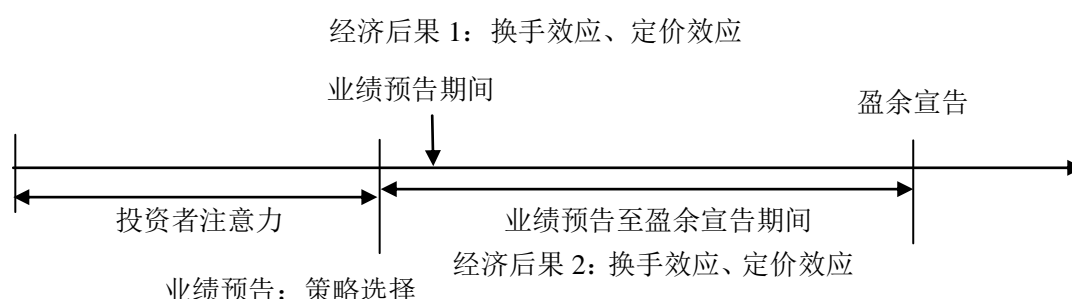 经济后果 1：换手效应、定价效应
业绩预告期间
盈余宣告
投资者注意力
业绩预告至盈余宣告期间
经济后果 2：换手效应、定价效应
业绩预告：策略选择